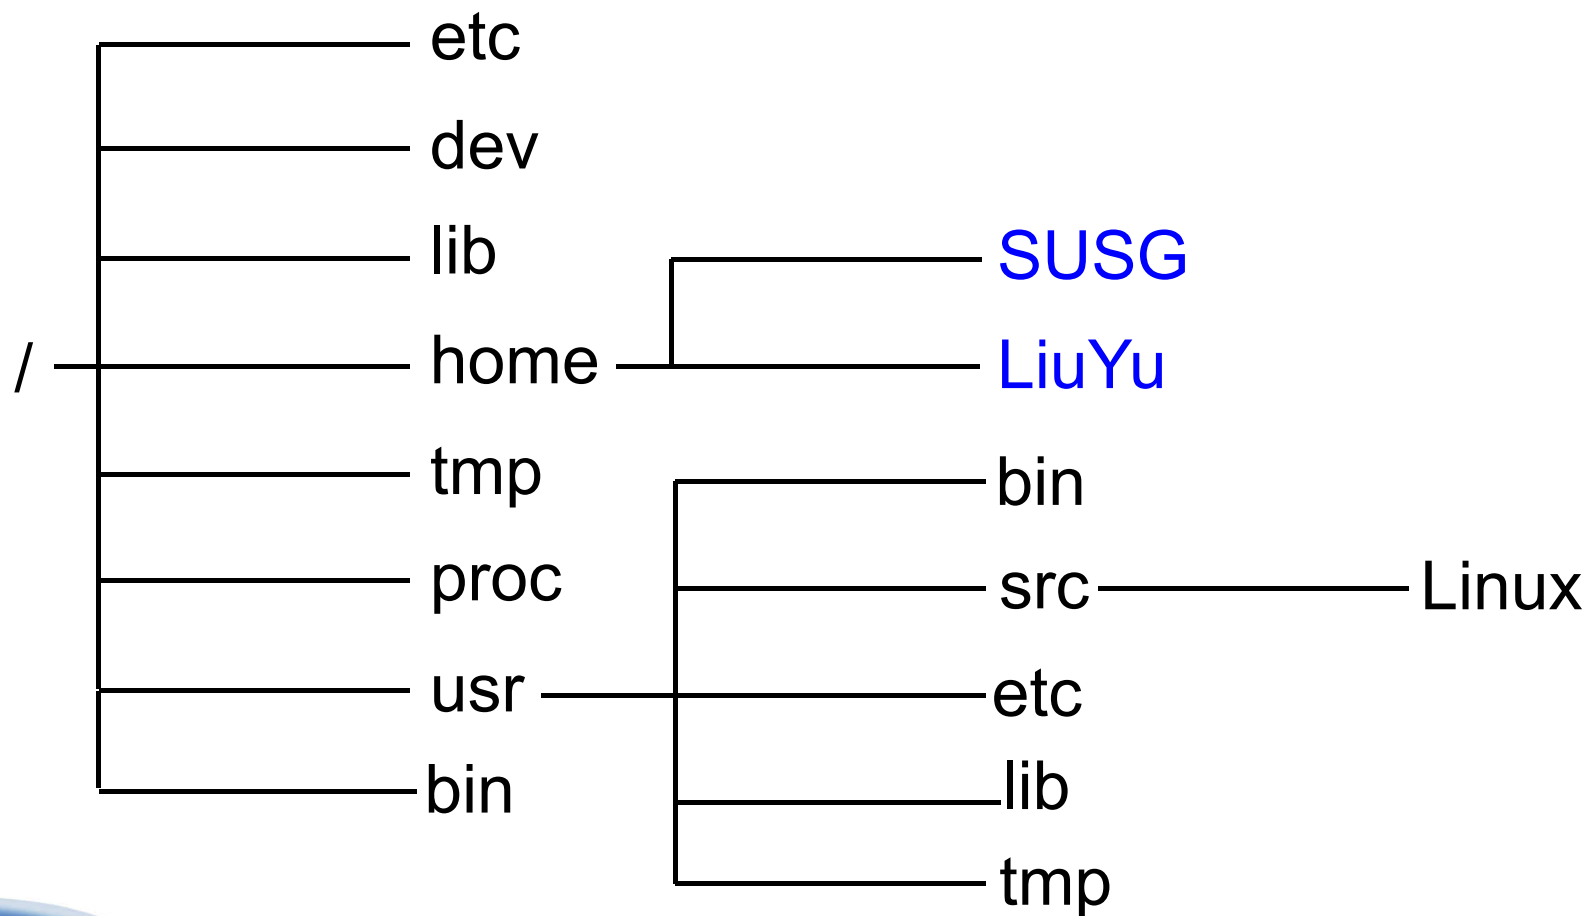 etc
dev
lib
SUSG
/
home
LiuYu
tmp
bin
proc
src
Linux
usr
etc
bin
lib
tmp